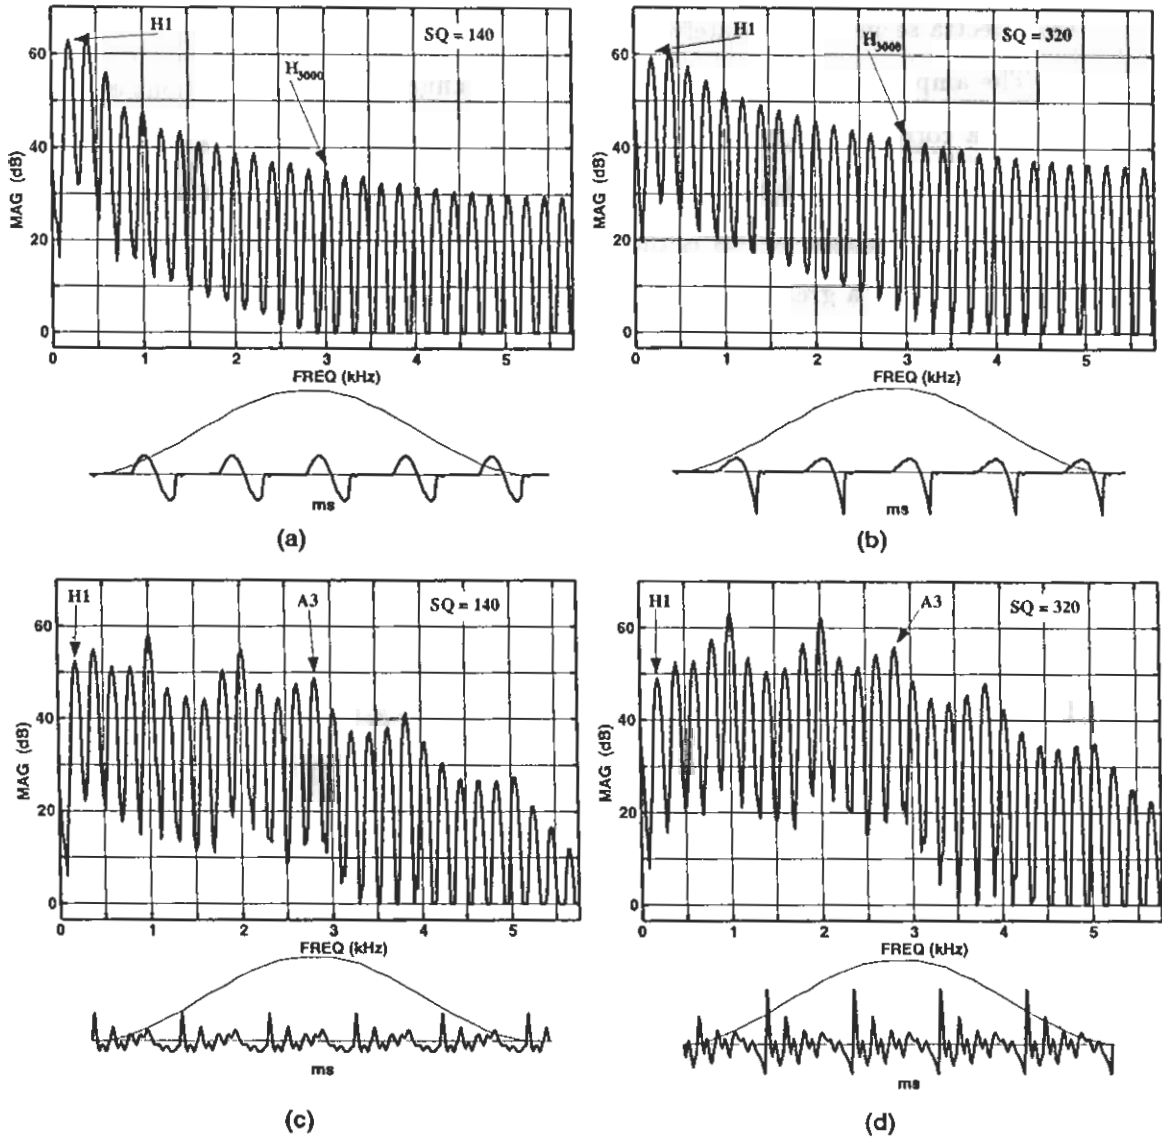 H1
SQ = 140
H3000
60
40
20
0
MAG (dB)
0 1 2 3 4 5
FREQ (kHz)
ms
(a)
H1
SQ = 320
H3000
60
40
20
0
MAG (dB)
0 1 2 3 4 5
FREQ (kHz)
ms
(b)
H1
A3
SQ = 140
60
40
20
0
MAG (dB)
0 1 2 3 4 5
FREQ (kHz)
ms
(c)
H1
A3
SQ = 320
60
40
20
0
MAG (dB)
0 1 2 3 4 5
FREQ (kHz)
ms
(d)